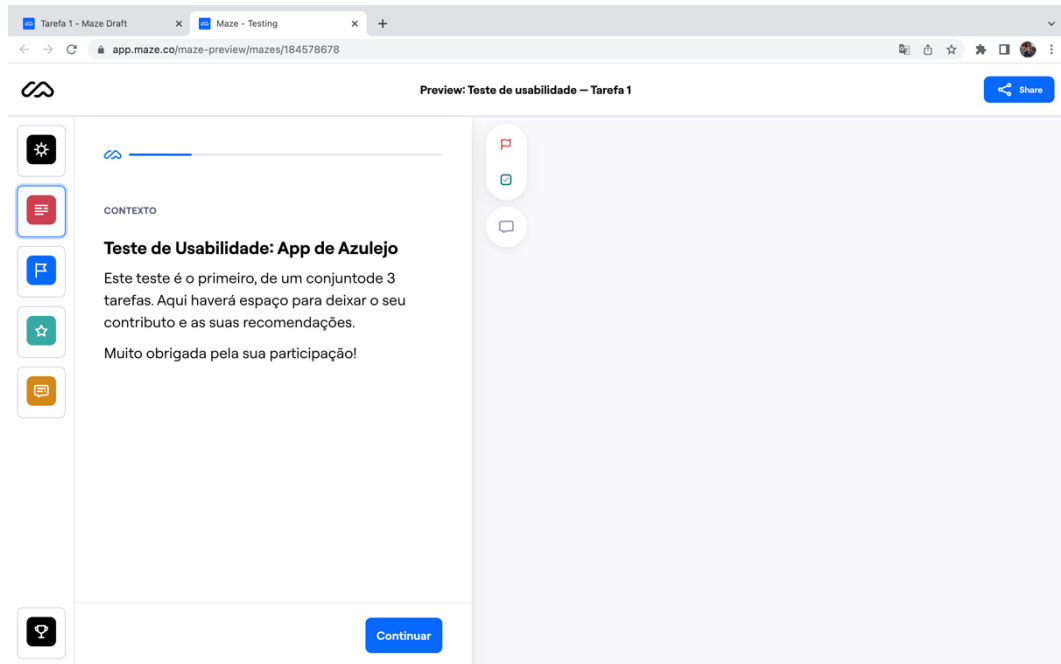 Tarefa 1 - Maze Draft
Maze - Testing
app.maze.co/maze-preview/mazes/184578678
Preview: Teste de usabilidade — Tarefa 1
Share
CONTEXTO
Teste de Usabilidade: App de Azulejo
Este teste é o primeiro, de um conjuntode 3
tarefas. Aqui haverá espaço para deixar o seu
contributo e as suas recomendações.
Muito obrigada pela sua participação!
Continuar